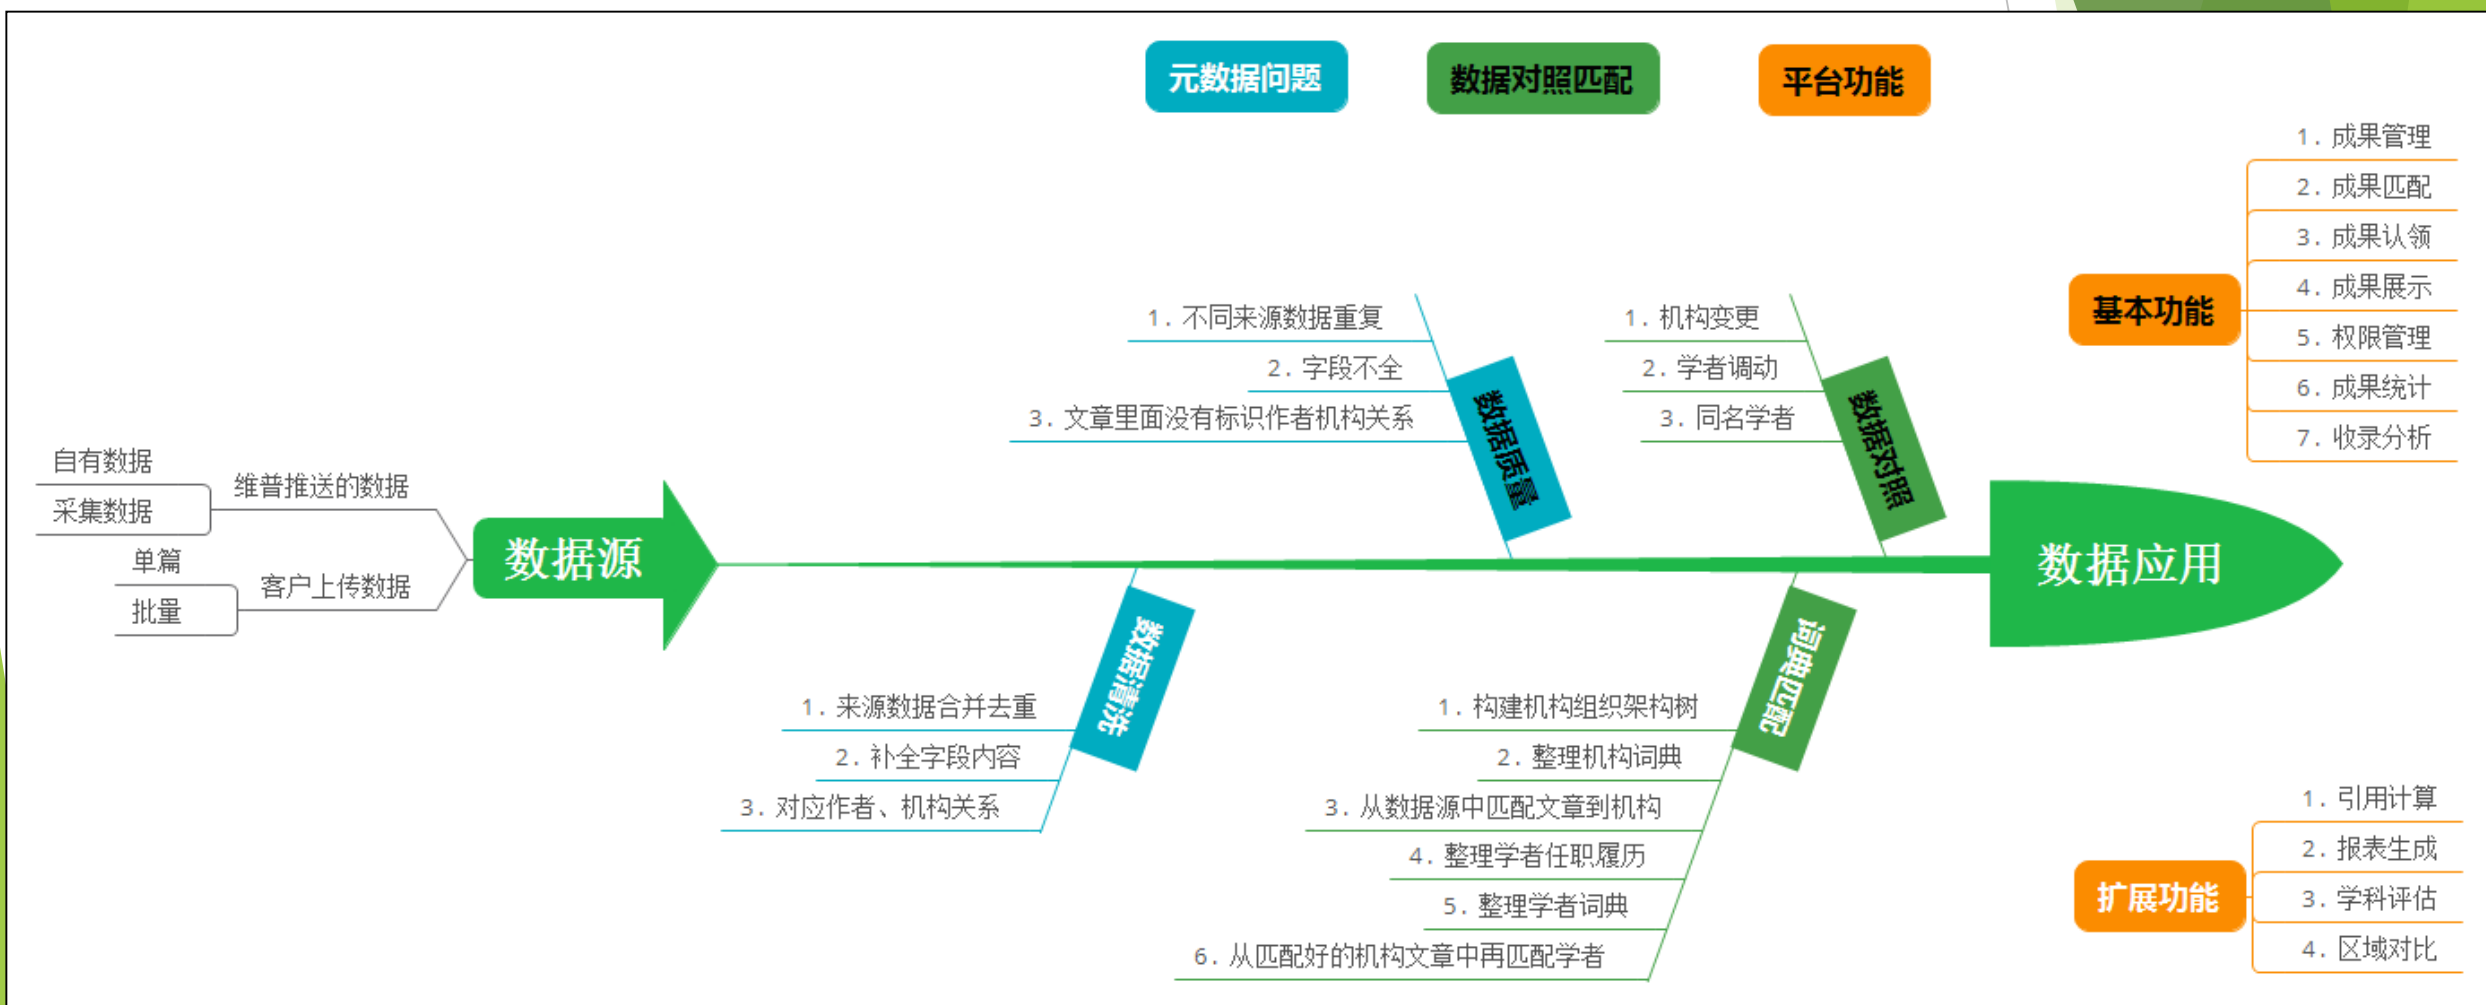 元数据问题
数据对照匹配
平台功能
自有数据
采集数据
维普推送的数据
单篇
批量
客户上传数据
数据源
1. 不同来源数据重复
2. 字段不全
3. 文章里面没有标识作者机构关系
数据质量
1. 机构变更
2. 学者调动
3. 同名学者
数据对照
1. 来源数据合并去重
2. 补全字段内容
3. 对应作者、机构关系
数据清洗
1. 构建机构组织架构树
2. 整理机构词典
3. 从数据源中匹配文章到机构
4. 整理学者任职履历
5. 整理学者词典
6. 从匹配好的机构文章中再匹配学者
词典匹配
数据应用
基本功能
1. 成果管理
2. 成果匹配
3. 成果认领
4. 成果展示
5. 权限管理
6. 成果统计
7. 收录分析
扩展功能
1. 引用计算
2. 报表生成
3. 学科评估
4. 区域对比